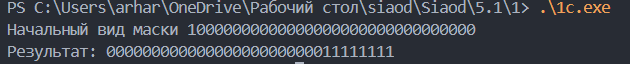 PS C:\Users\arhar\OneDrive\Рабочий стол\siaod\Siaod\5.1\1> .\1c.exe
Начальный вид маски 10000000000000000000000000000000
Результат: 00000000000000000000000011111111